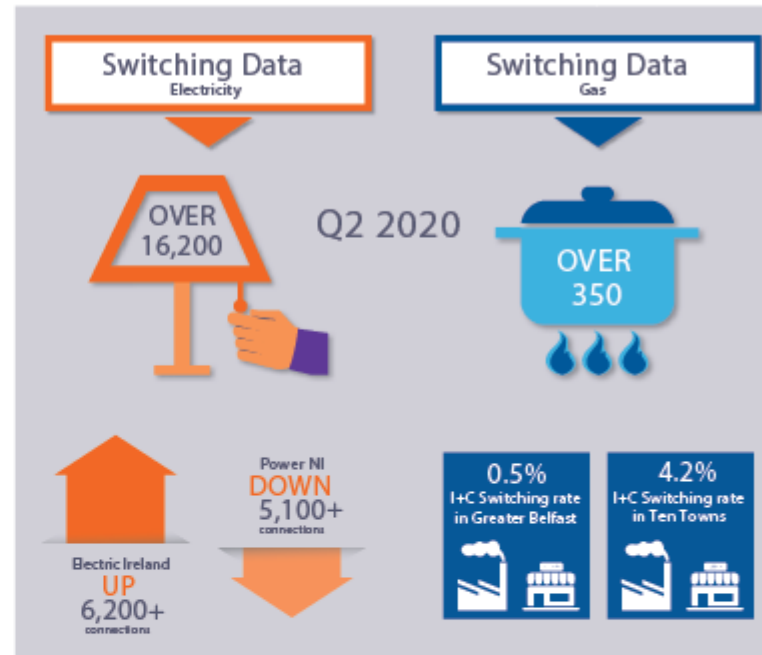 Switching Data
Electricity
Switching Data
Gas
OVER
16,200
Q2 2020
OVER
350
Electric Ireland
UP
6,200+
connections
Power NI
DOWN
5,100+
connections
0.5%
I+C Switching rate
in Greater Belfast
4.2%
I+C Switching rate
in Ten Towns